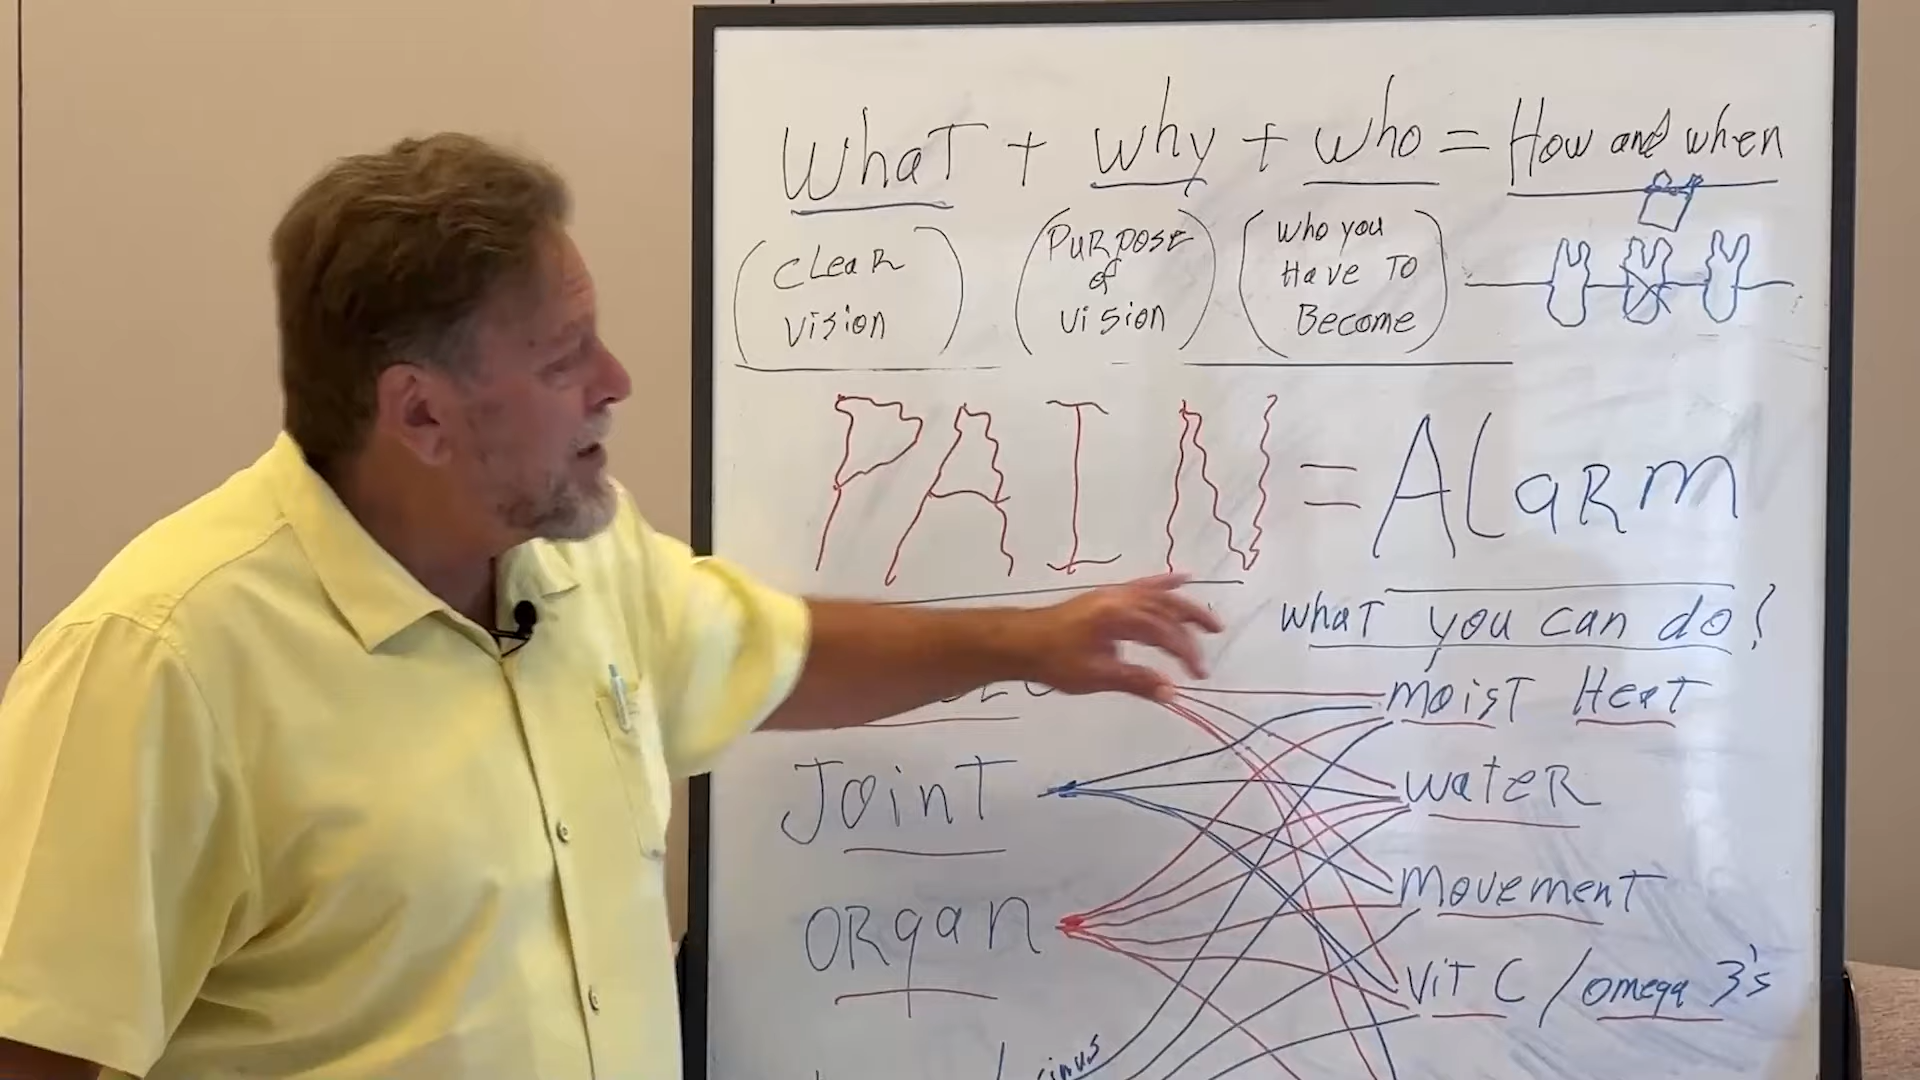 What + why + who = How and when
(Clear vision)
(Purpose of vision)
(who you Have To Become)
PAIN = ALarm
what you can do?
moisT HeaT
JoinT
waTeR
ORgan
movemenT
ViT C / omega 3's